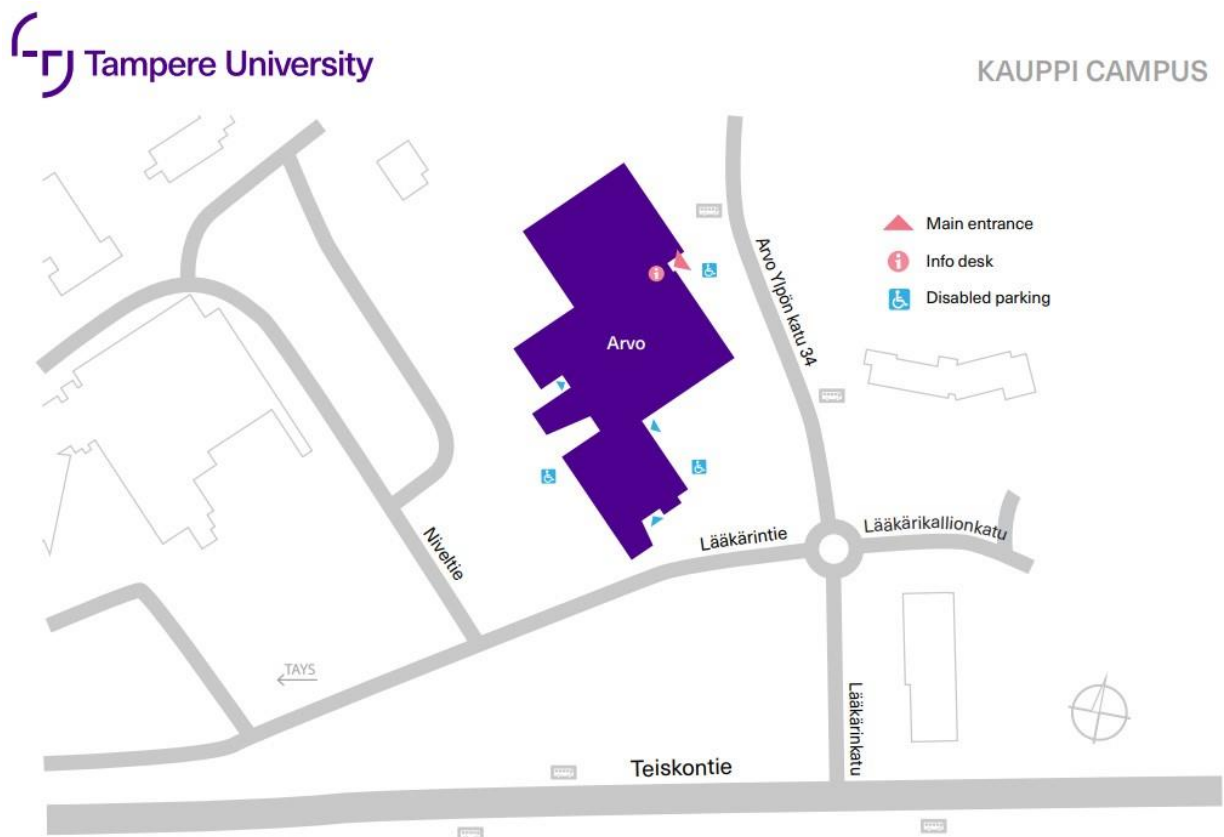 Tampere University
KAUPPI CAMPUS
Main entrance
Info desk
Disabled parking
Arvo Ylpön katu 34
Arvo
Lääkärintie
Lääkärikallionkatu
Niveltie
TAYS
Lääkärinkatu
Teiskontie